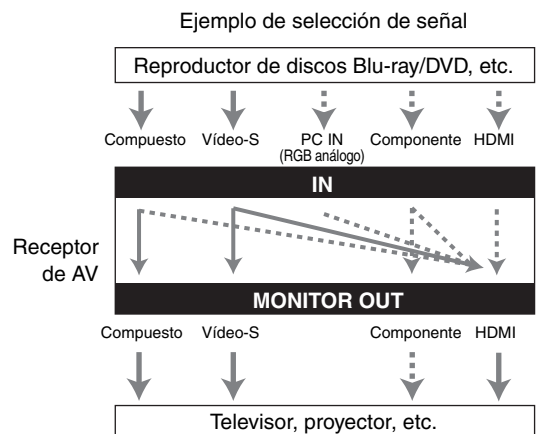 Ejemplo de selección de señal
Reproductor de discos Blu-ray/DVD, etc.
Compuesto Vídeo-S PC IN Componente HDMI
(RGB análogo)
IN
Receptor
de AV
MONITOR OUT
Compuesto Vídeo-S Componente HDMI
Televisor, proyector, etc.